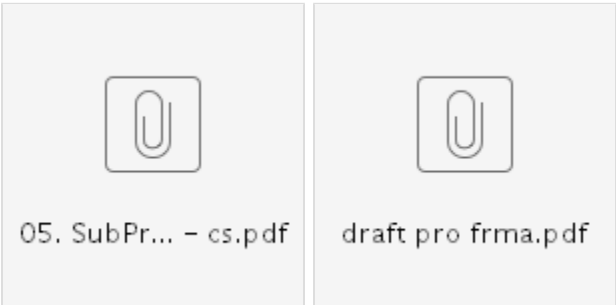 05. SubPr... – cs.pdf
draft pro frma.pdf